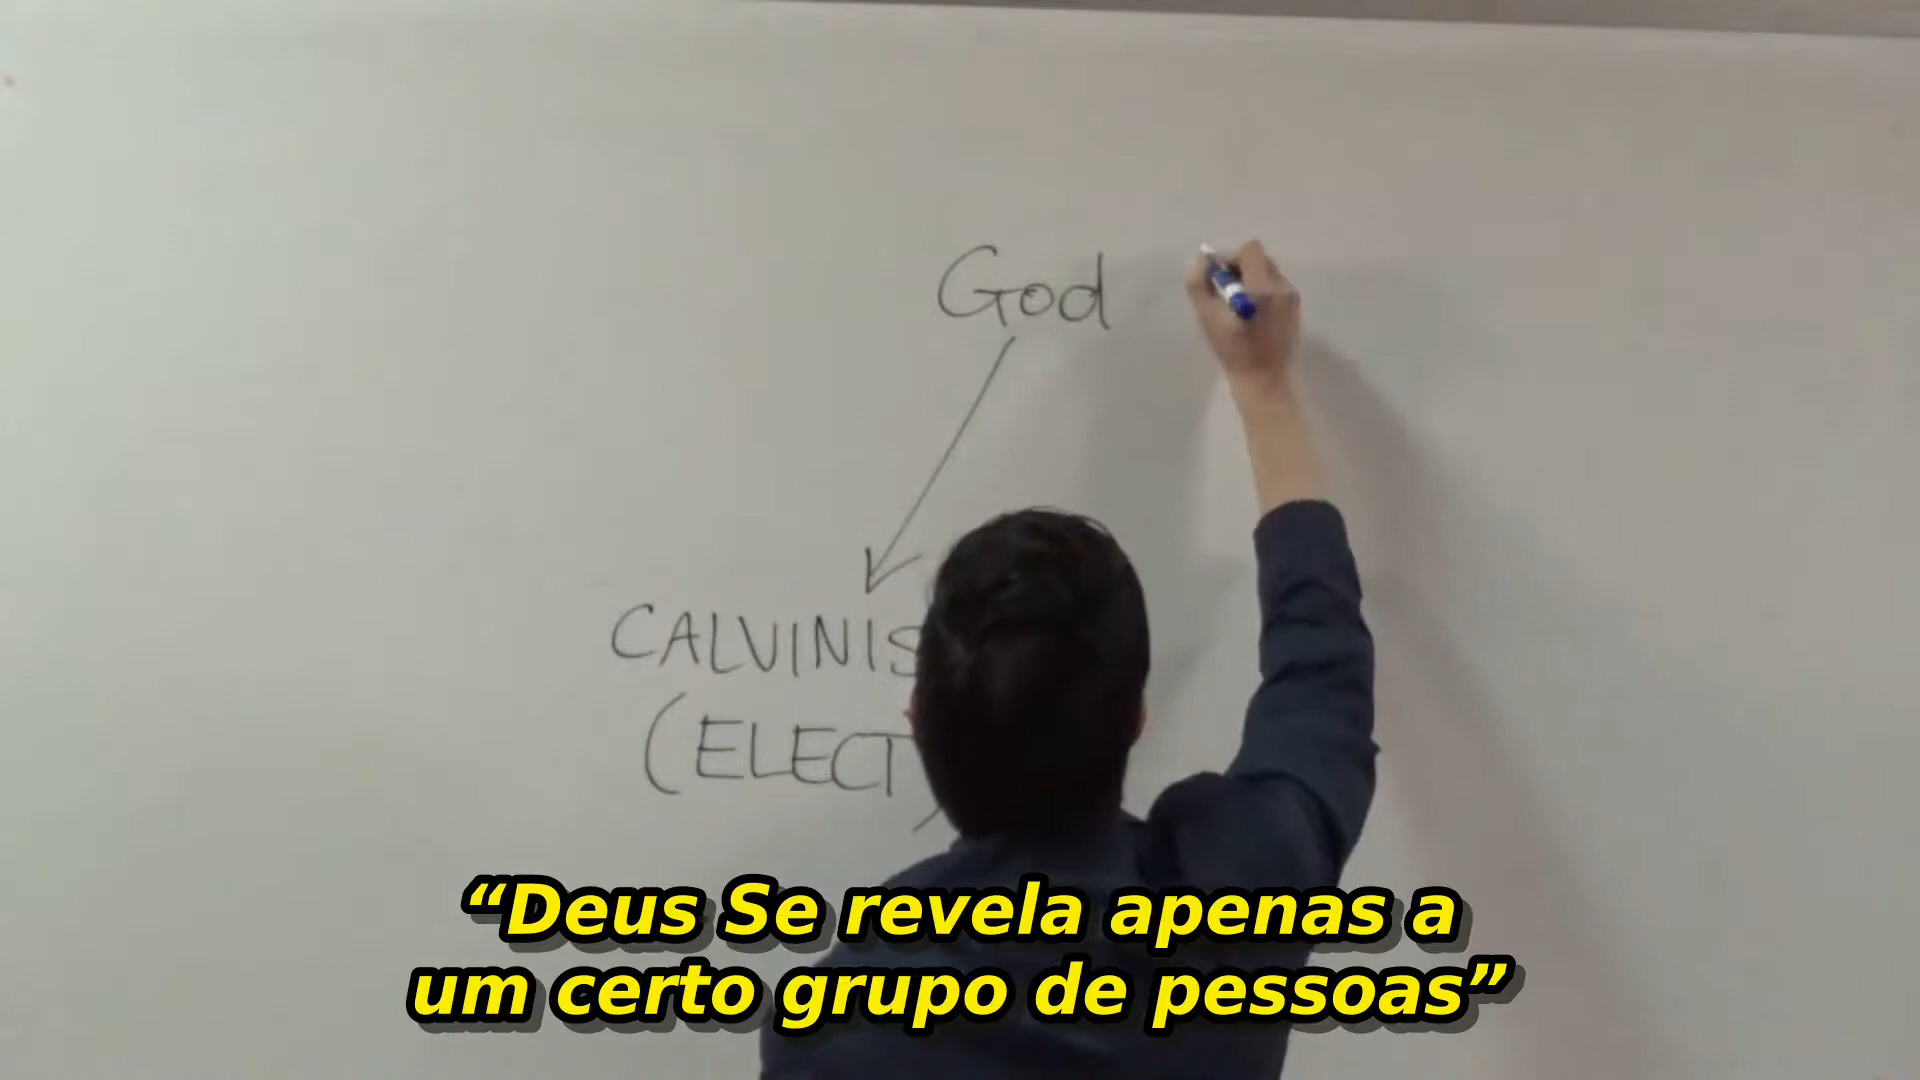 God
CALVINIS
(ELECT)
“Deus Se revela apenas a
um certo grupo de pessoas”